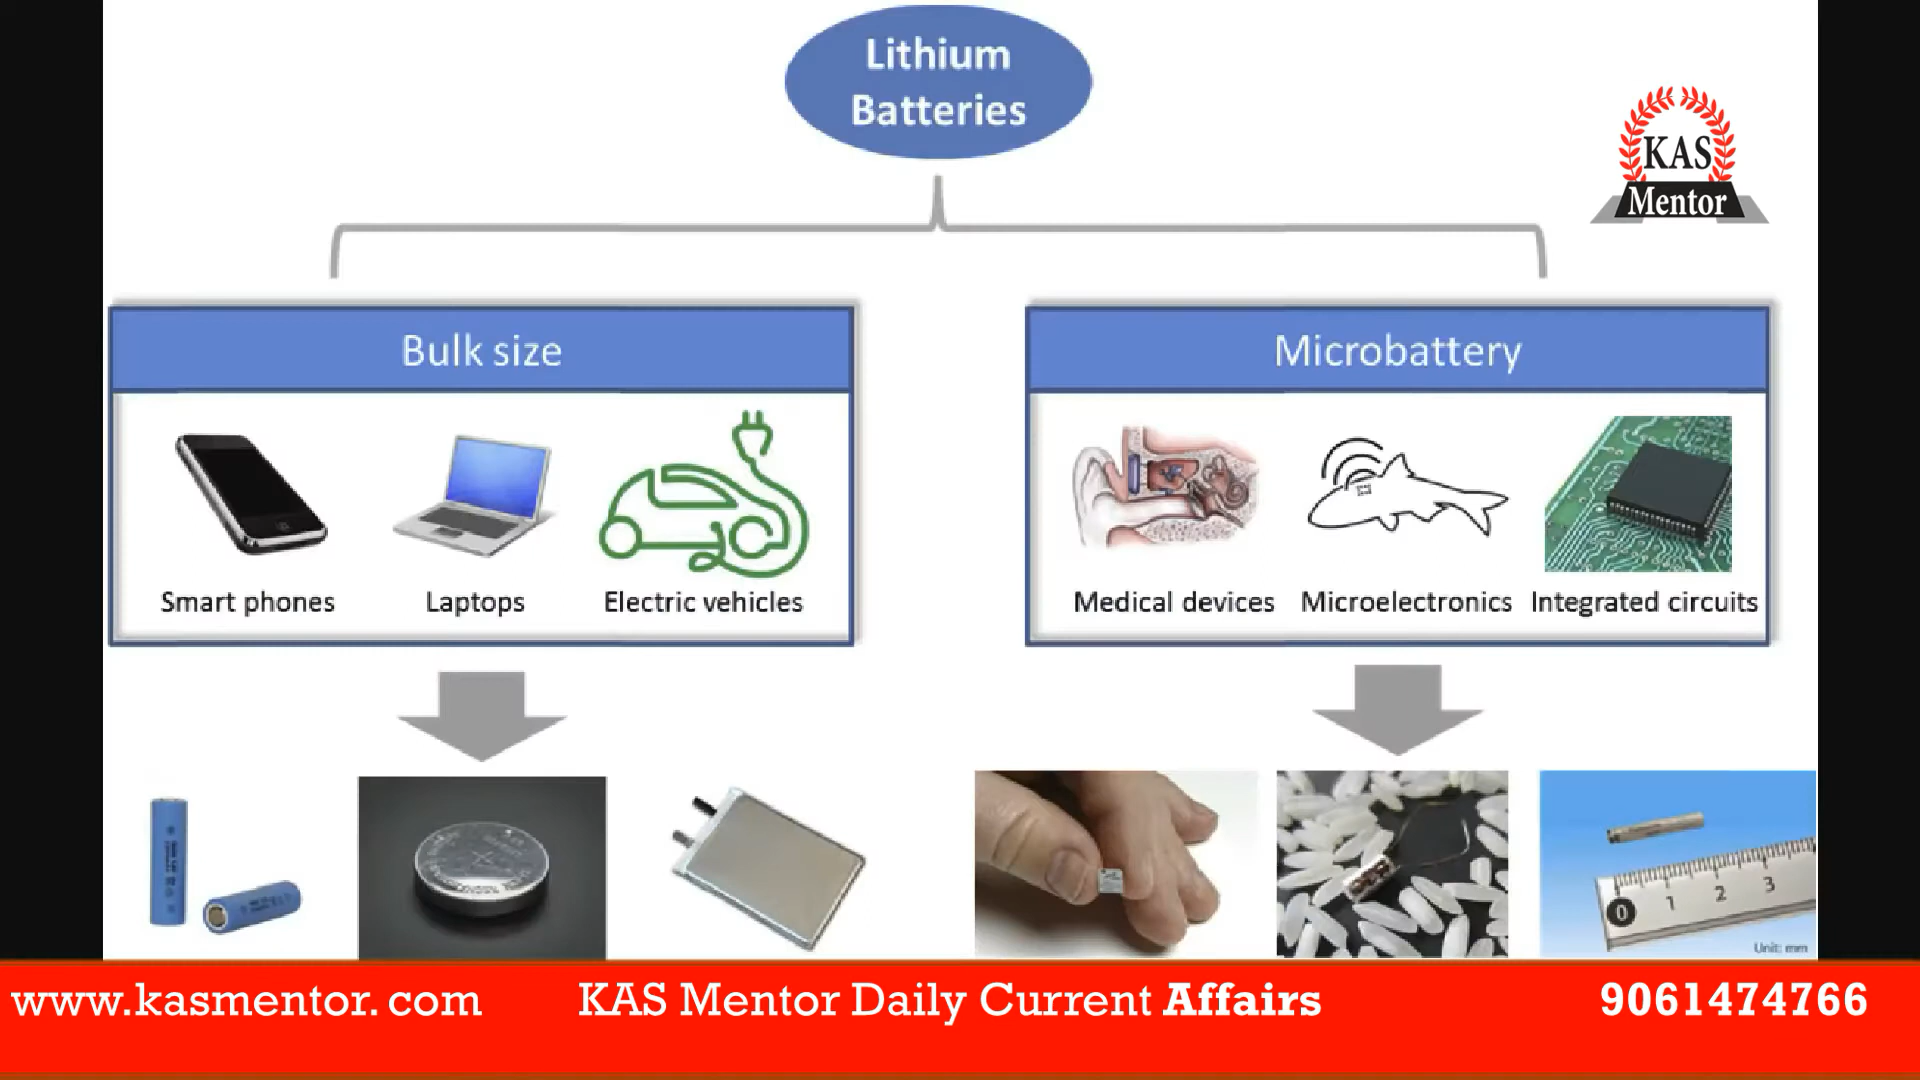 Lithium
Batteries
KAS
Mentor
Bulk size
Microbattery
Smart phones
Laptops
Electric vehicles
Medical devices
Microelectronics
Integrated circuits
0 1 2 3
Unit: mm
www.kasmentor. com
KAS Mentor Daily Current Affairs
9061474766